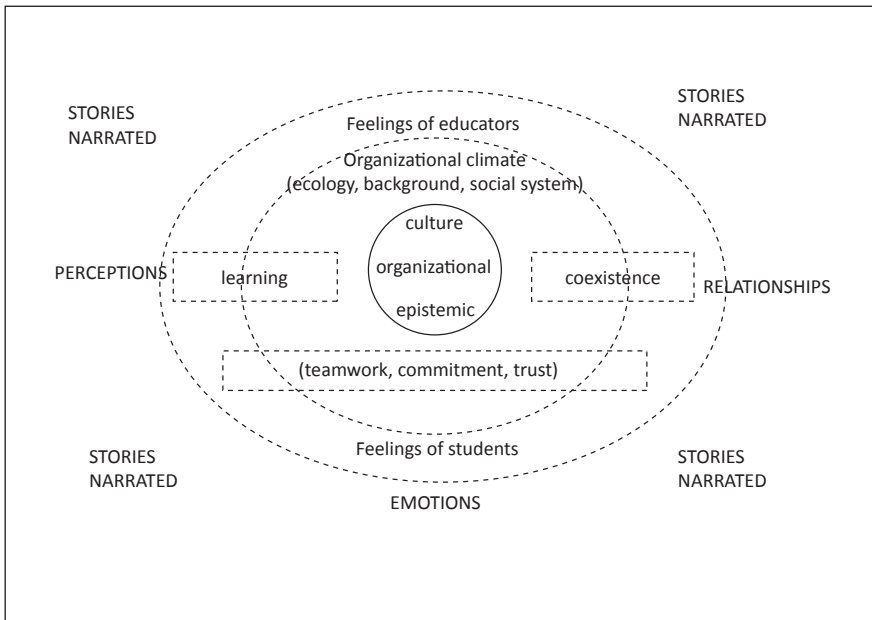 STORIES
NARRATED
STORIES
NARRATED
Feelings of educators
Organizational climate
(ecology, background, social system)
culture
organizational
epistemic
PERCEPTIONS
learning
coexistence
RELATIONSHIPS
(teamwork, commitment, trust)
Feelings of students
STORIES
NARRATED
STORIES
NARRATED
EMOTIONS